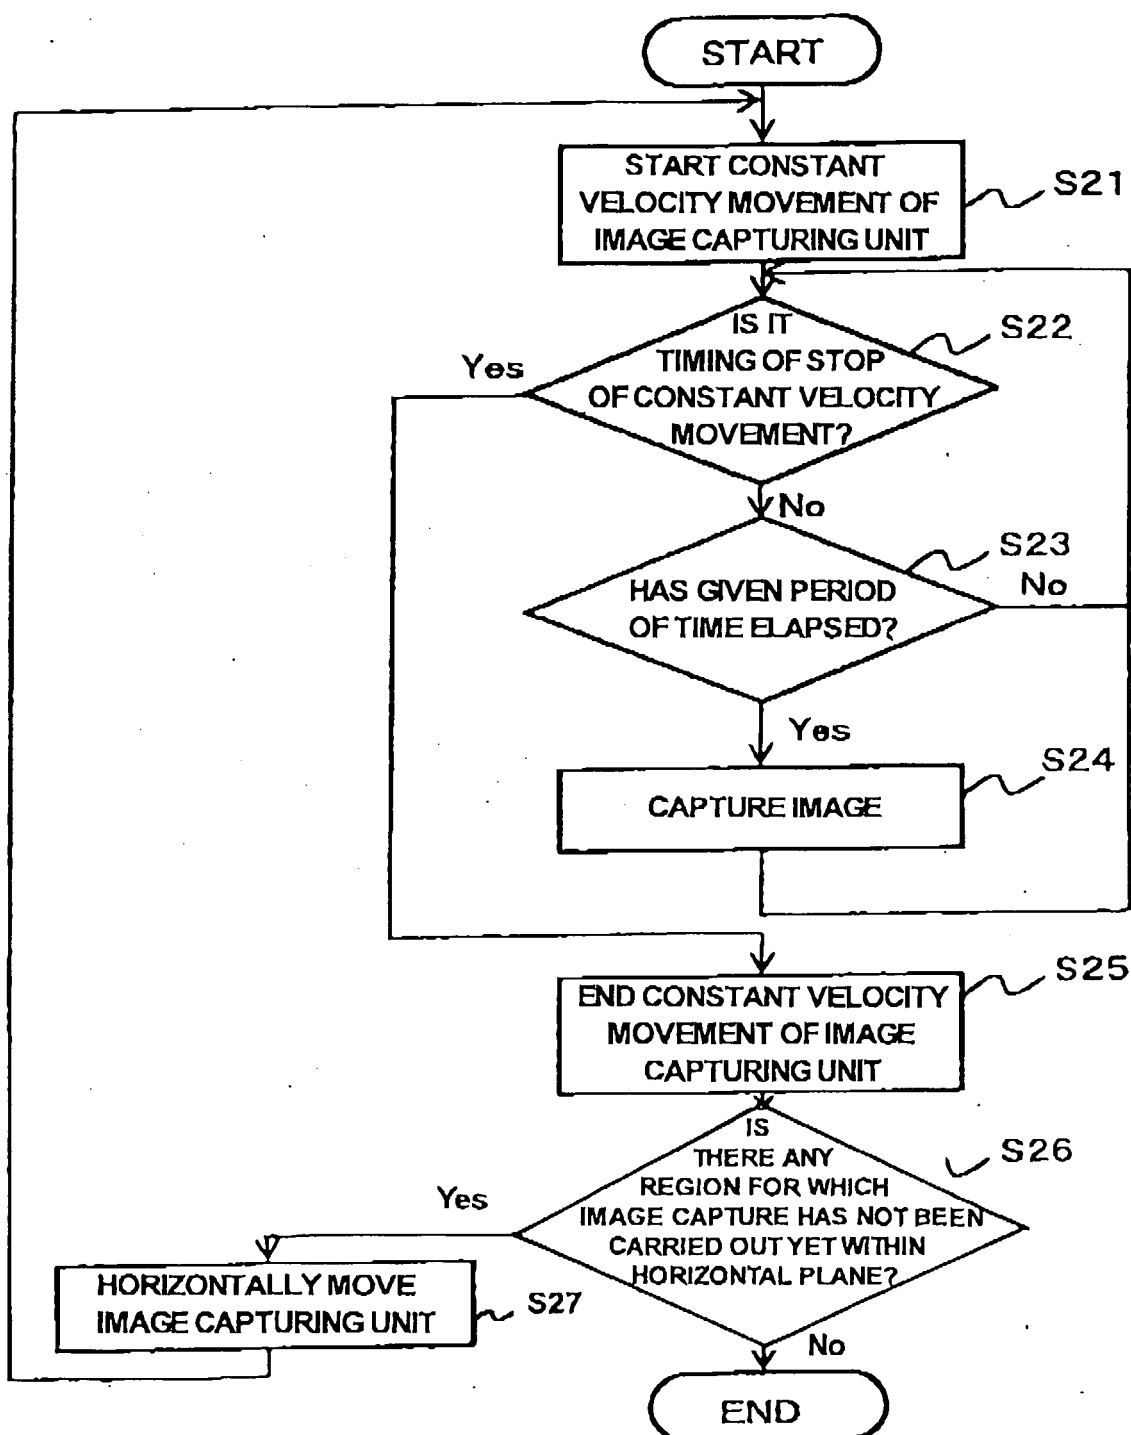 START
START CONSTANT
VELOCITY MOVEMENT OF
IMAGE CAPTURING UNIT
S21
IS IT
TIMING OF STOP
OF CONSTANT VELOCITY
MOVEMENT?
S22
Yes
No
HAS GIVEN PERIOD
OF TIME ELAPSED?
S23
No
Yes
CAPTURE IMAGE
S24
END CONSTANT VELOCITY
MOVEMENT OF IMAGE
CAPTURING UNIT
S25
IS
THERE ANY
REGION FOR WHICH
IMAGE CAPTURE HAS NOT BEEN
CARRIED OUT YET WITHIN
HORIZONTAL PLANE?
S26
Yes
HORIZONTALLY MOVE
IMAGE CAPTURING UNIT
S27
No
END